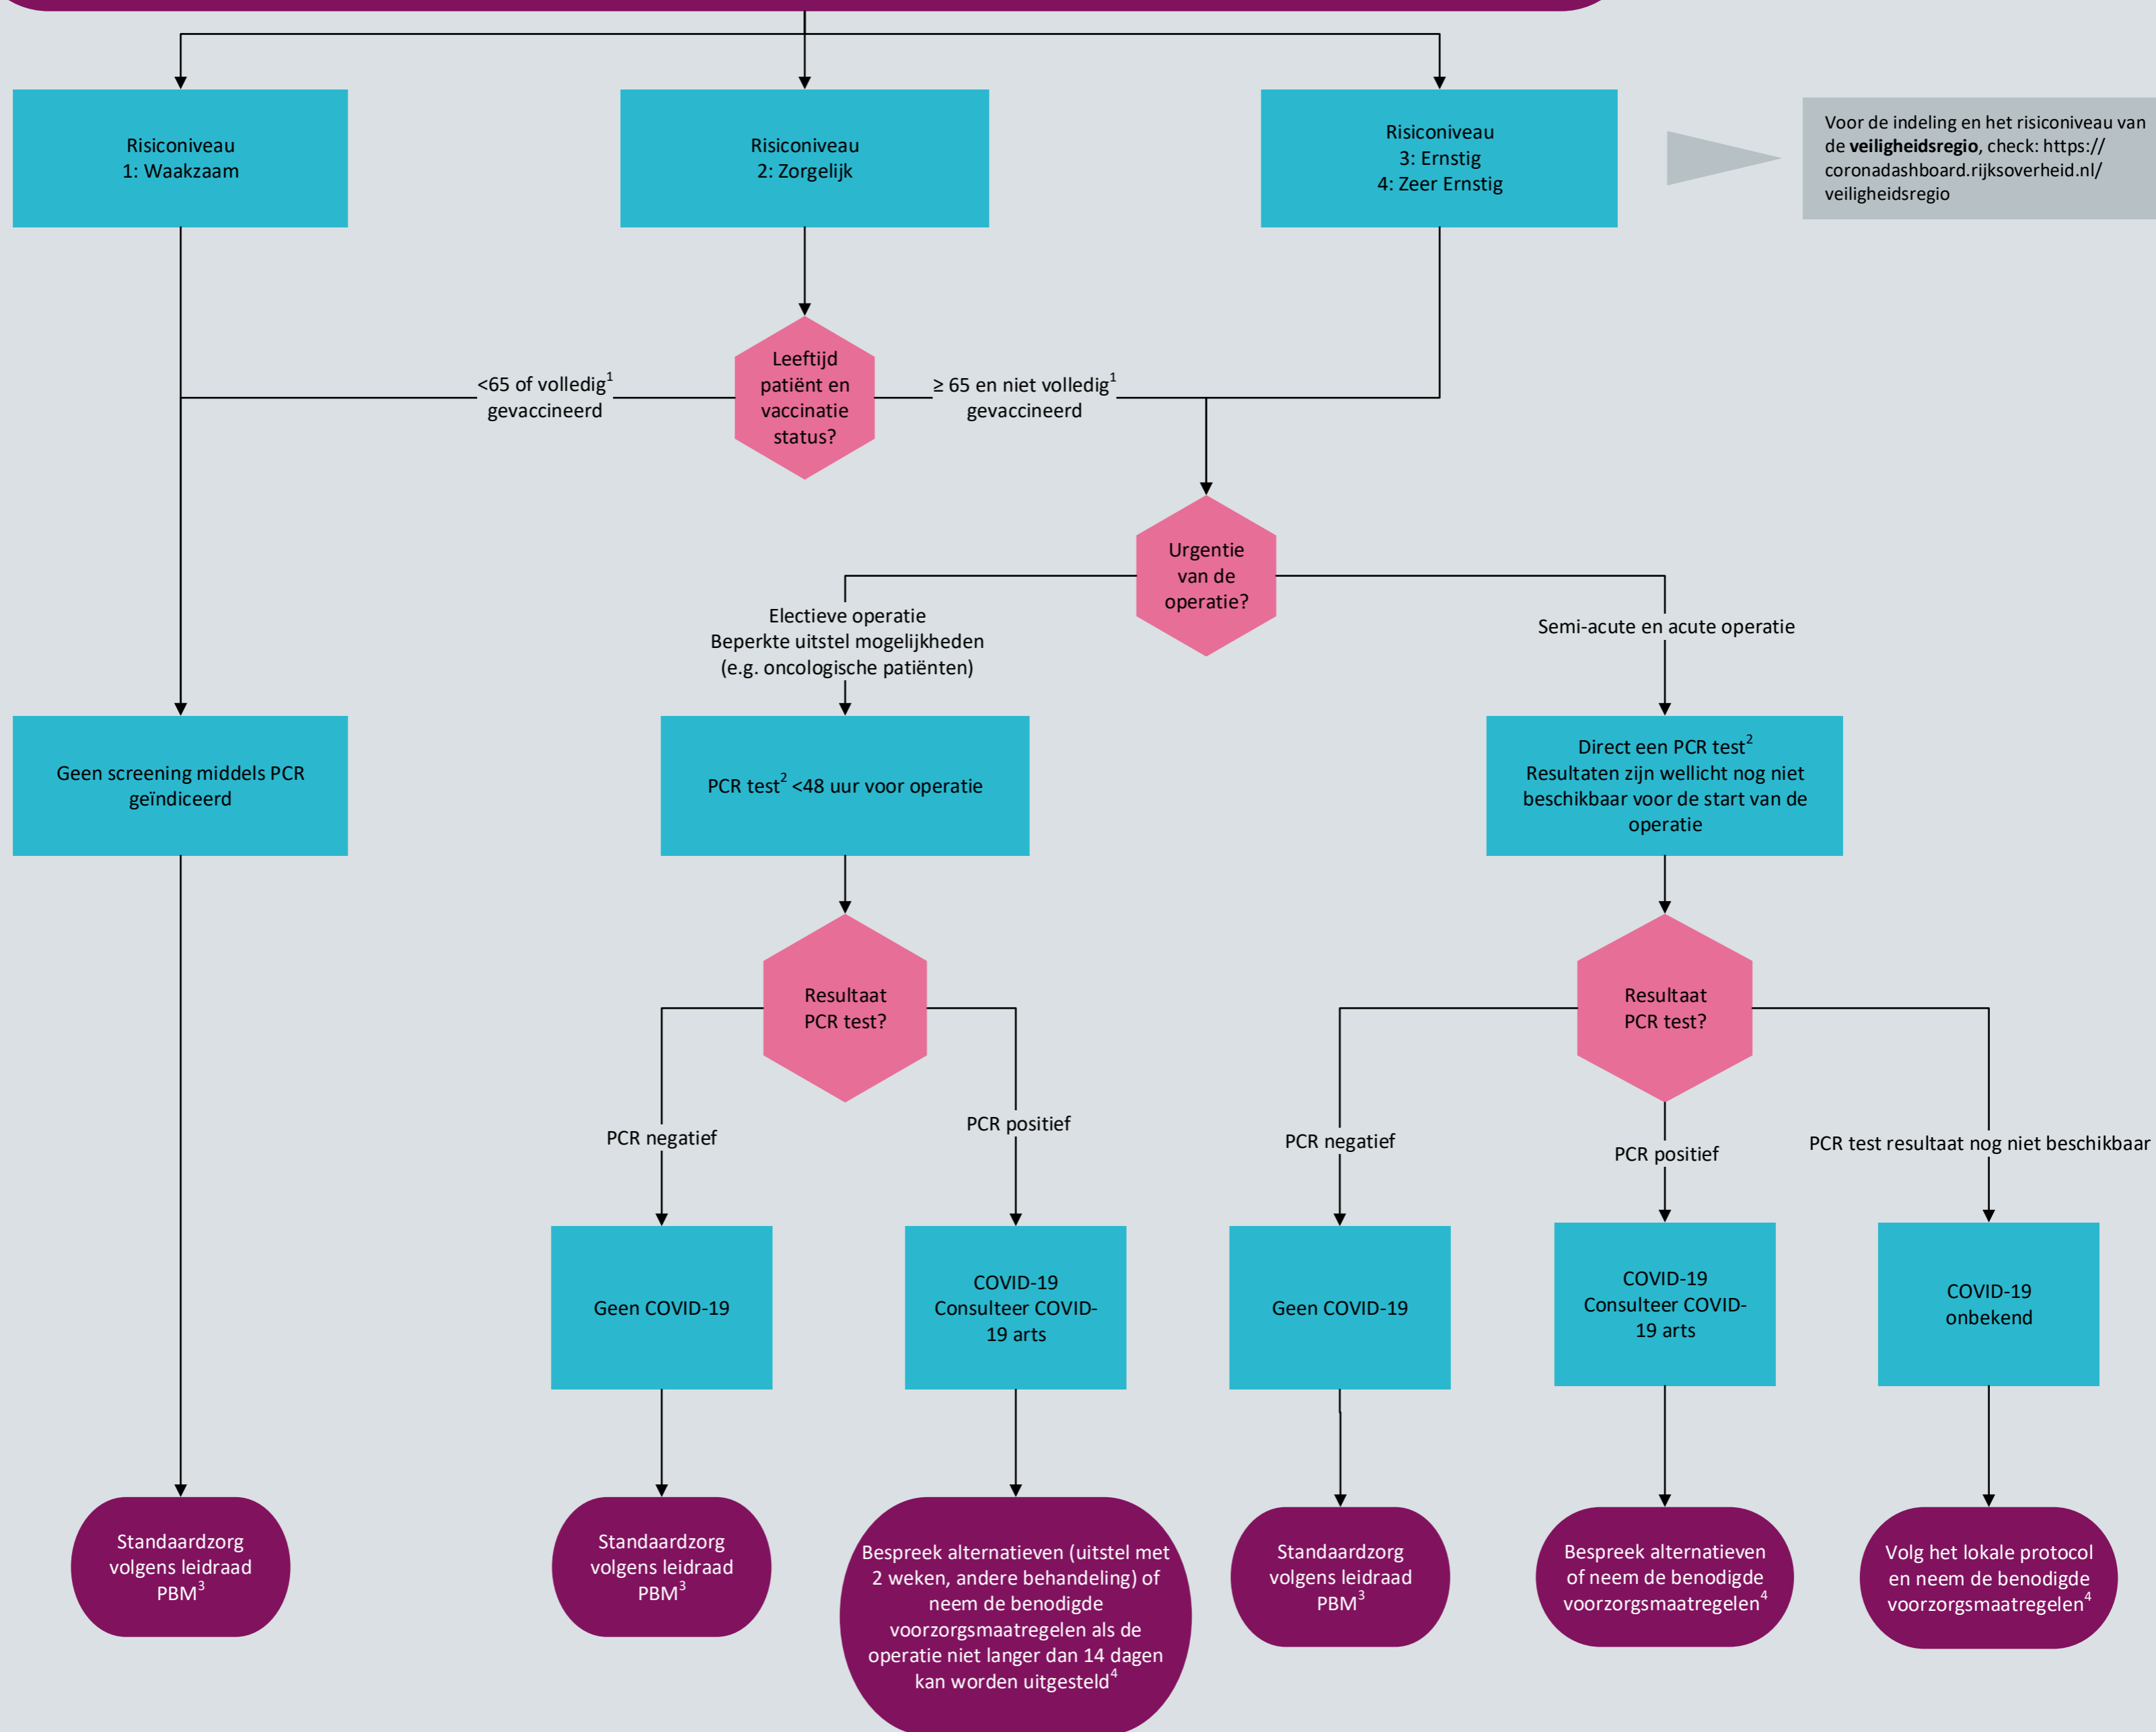 Risiconiveau
1: Waakzaam
Risiconiveau
2: Zorgelijk
Risiconiveau
3: Ernstig
4: Zeer Ernstig
Voor de indeling en het risiconiveau van
de veiligheidsregio, check: https://
coronadashboard.rijksoverheid.nl/
veiligheidsregio
Leeftijd
patiënt en
vaccinatie
status?
<65 of volledig¹
gevaccineerd
≥ 65 en niet volledig¹
gevaccineerd
Urgentie
van de
operatie?
Electieve operatie
Beperkte uitstel mogelijkheden
(e.g. oncologische patiënten)
Semi-acute en acute operatie
Geen screening middels PCR
geïndiceerd
PCR test² <48 uur voor operatie
Direct een PCR test²
Resultaten zijn wellicht nog niet
beschikbaar voor de start van de
operatie
Resultaat
PCR test?
Resultaat
PCR test?
PCR negatief
PCR positief
PCR negatief
PCR positief
PCR test resultaat nog niet beschikbaar
Geen COVID-19
COVID-19
Consulteer COVID-
19 arts
Geen COVID-19
COVID-19
Consulteer COVID-
19 arts
COVID-19
onbekend
Standaardzorg
volgens leidraad
PBM³
Standaardzorg
volgens leidraad
PBM³
Bespreek alternatieven (uitstel met
2 weken, andere behandeling) of
neem de benodigde
voorzorgsmaatregelen als de
operatie niet langer dan 14 dagen
kan worden uitgesteld⁴
Standaardzorg
volgens leidraad
PBM³
Bespreek alternatieven
of neem de benodigde
voorzorgsmaatregelen⁴
Volg het lokale protocol
en neem de benodigde
voorzorgsmaatregelen⁴